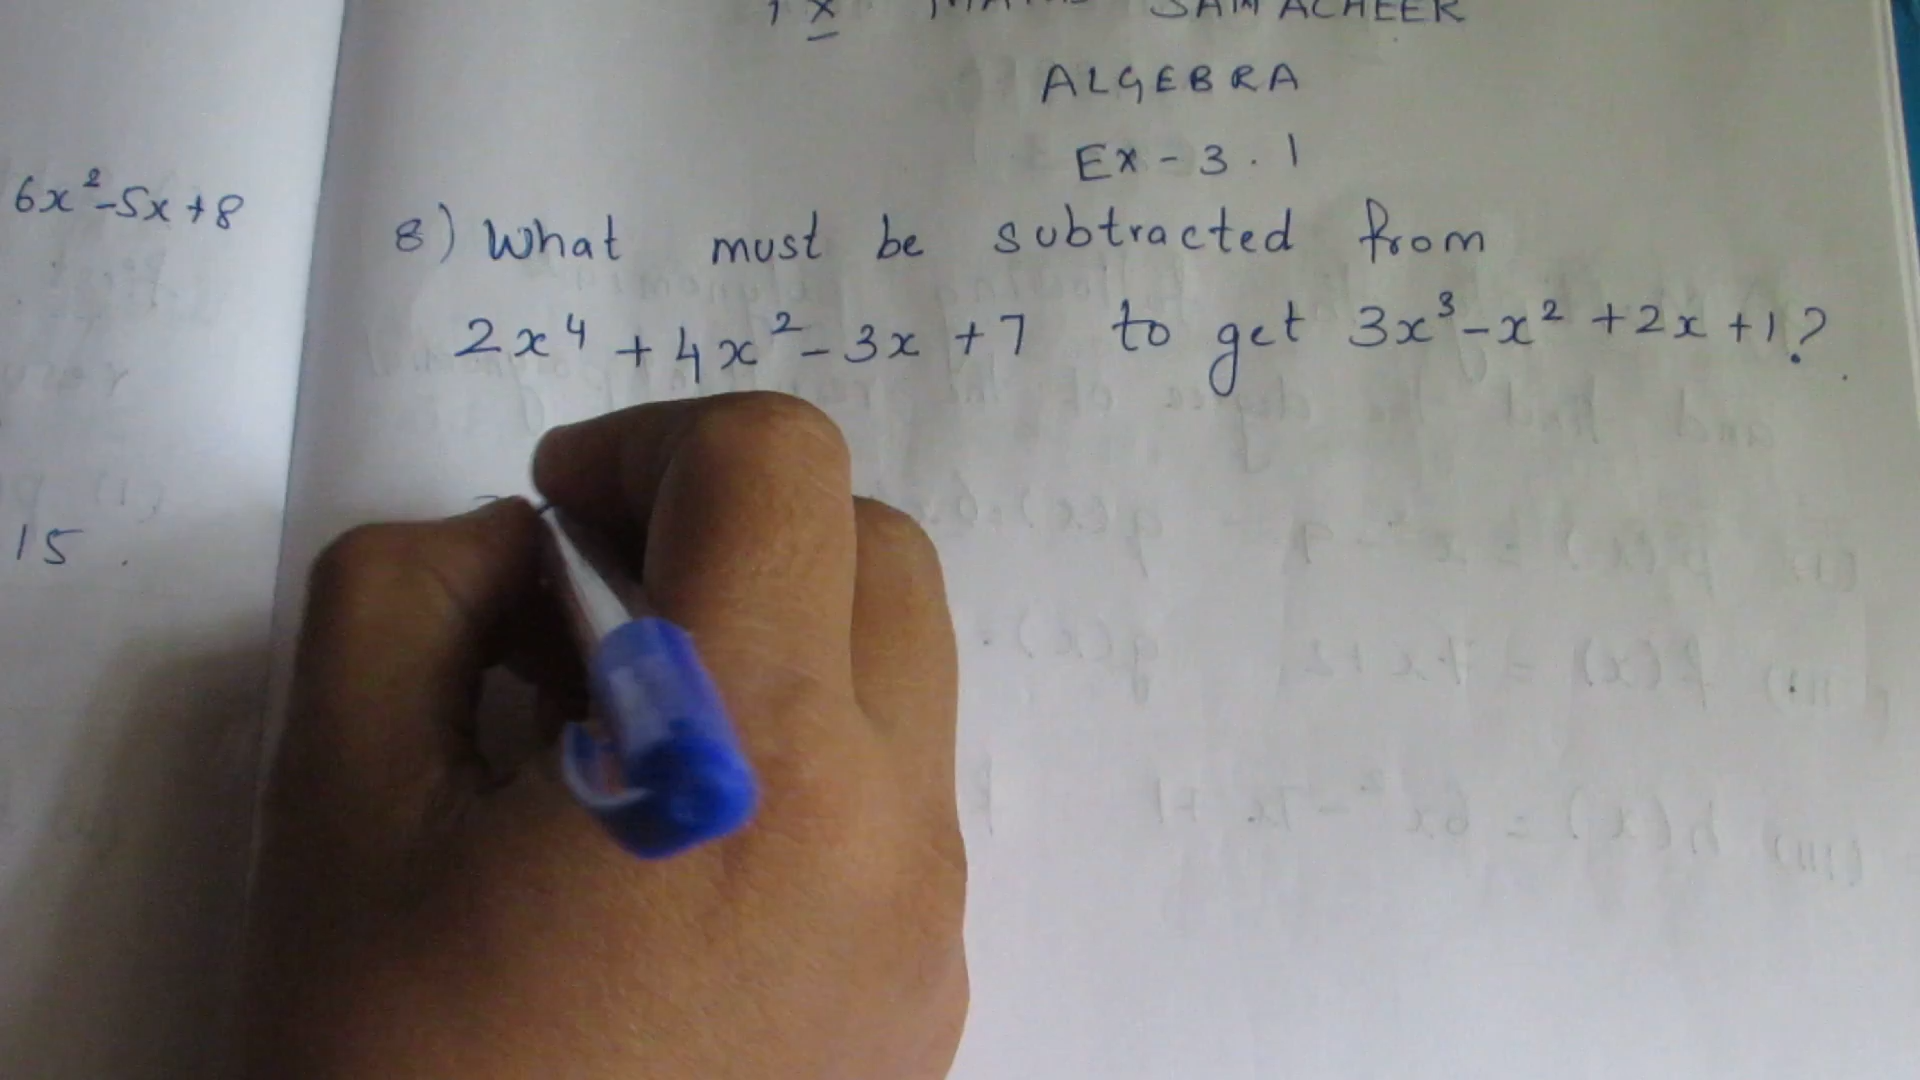 ALGEBRA
Ex - 3.1
8) What must be subtracted from
2x⁴ + 4x² - 3x + 7 to get 3x³ - x² + 2x + 1?
6x² - 5x + 8
15.